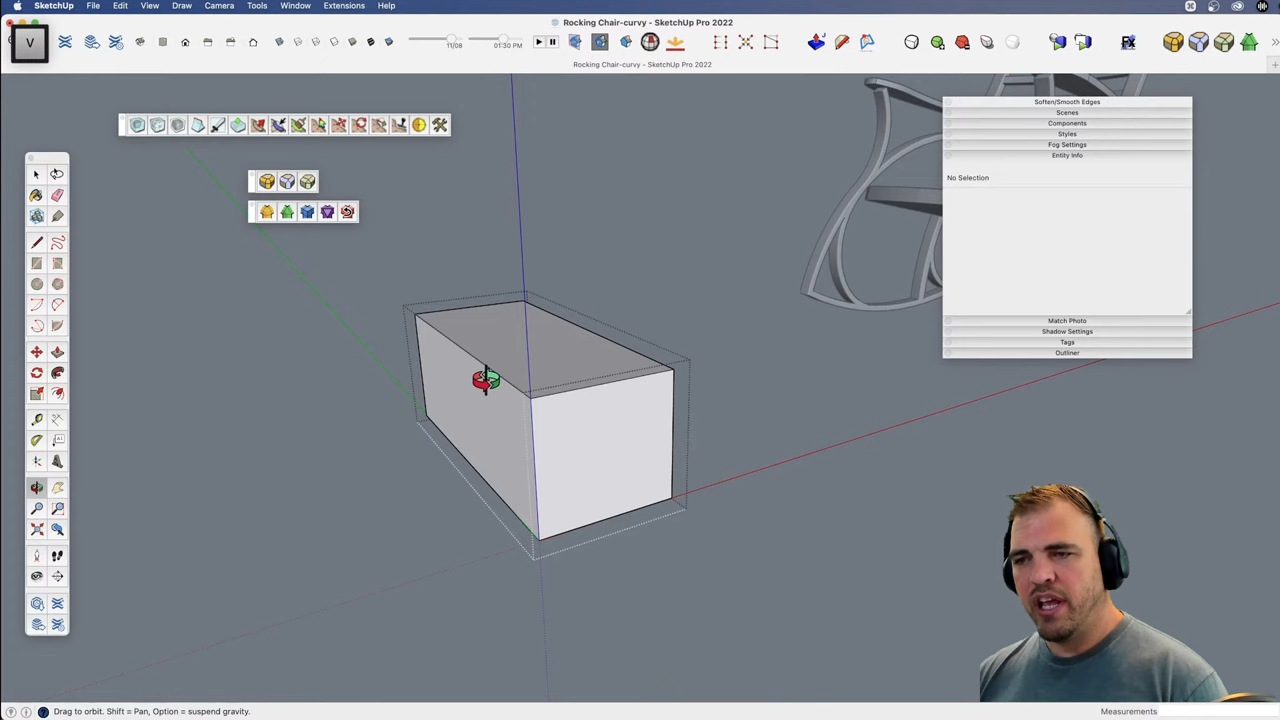 SketchUp File Edit View Draw Camera Tools Window Extensions Help
Rocking Chair-curvy - SketchUp Pro 2022
V
11/08
01:30 PM
Rocking Chair-curvy - SketchUp Pro 2022
Soften/Smooth Edges
Scenes
Components
Styles
Fog Settings
Entity Info
No Selection
Match Photo
Shadow Settings
Tags
Outliner
Drag to orbit. Shift = Pan, Option = suspend gravity.
Measurements